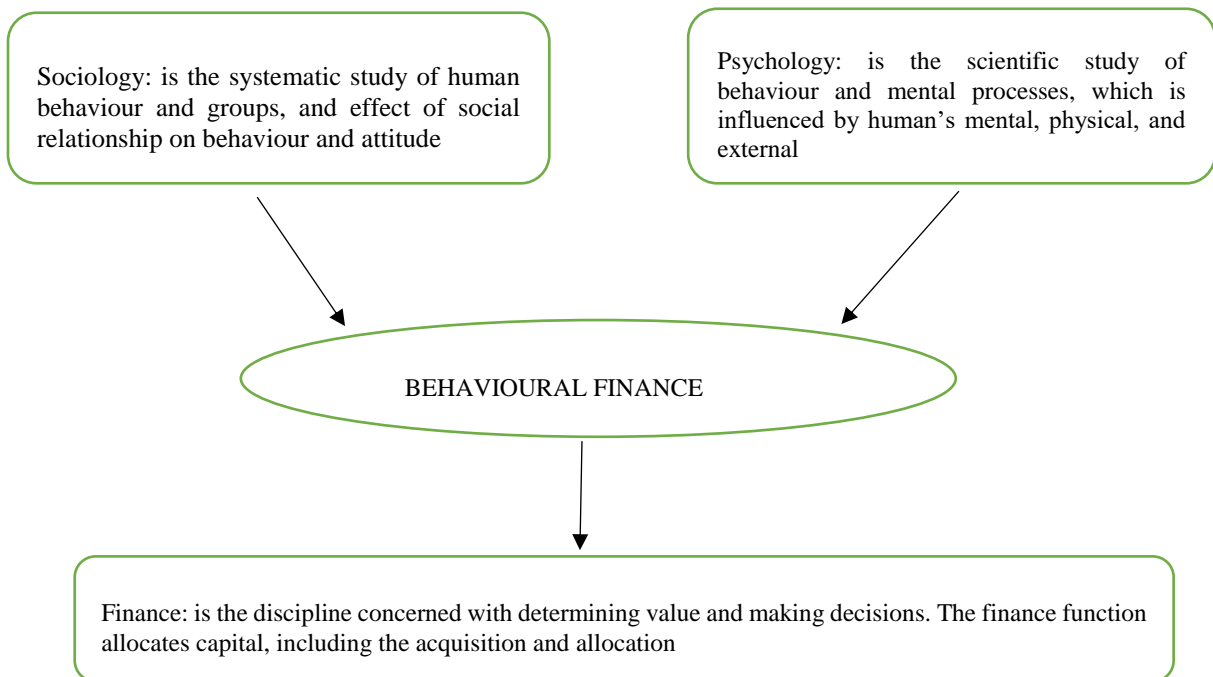 Sociology: is the systematic study of human
behaviour and groups, and effect of social
relationship on behaviour and attitude
Psychology: is the scientific study of
behaviour and mental processes, which is
influenced by human’s mental, physical, and
external
BEHAVIOURAL FINANCE
Finance: is the discipline concerned with determining value and making decisions. The finance function
allocates capital, including the acquisition and allocation